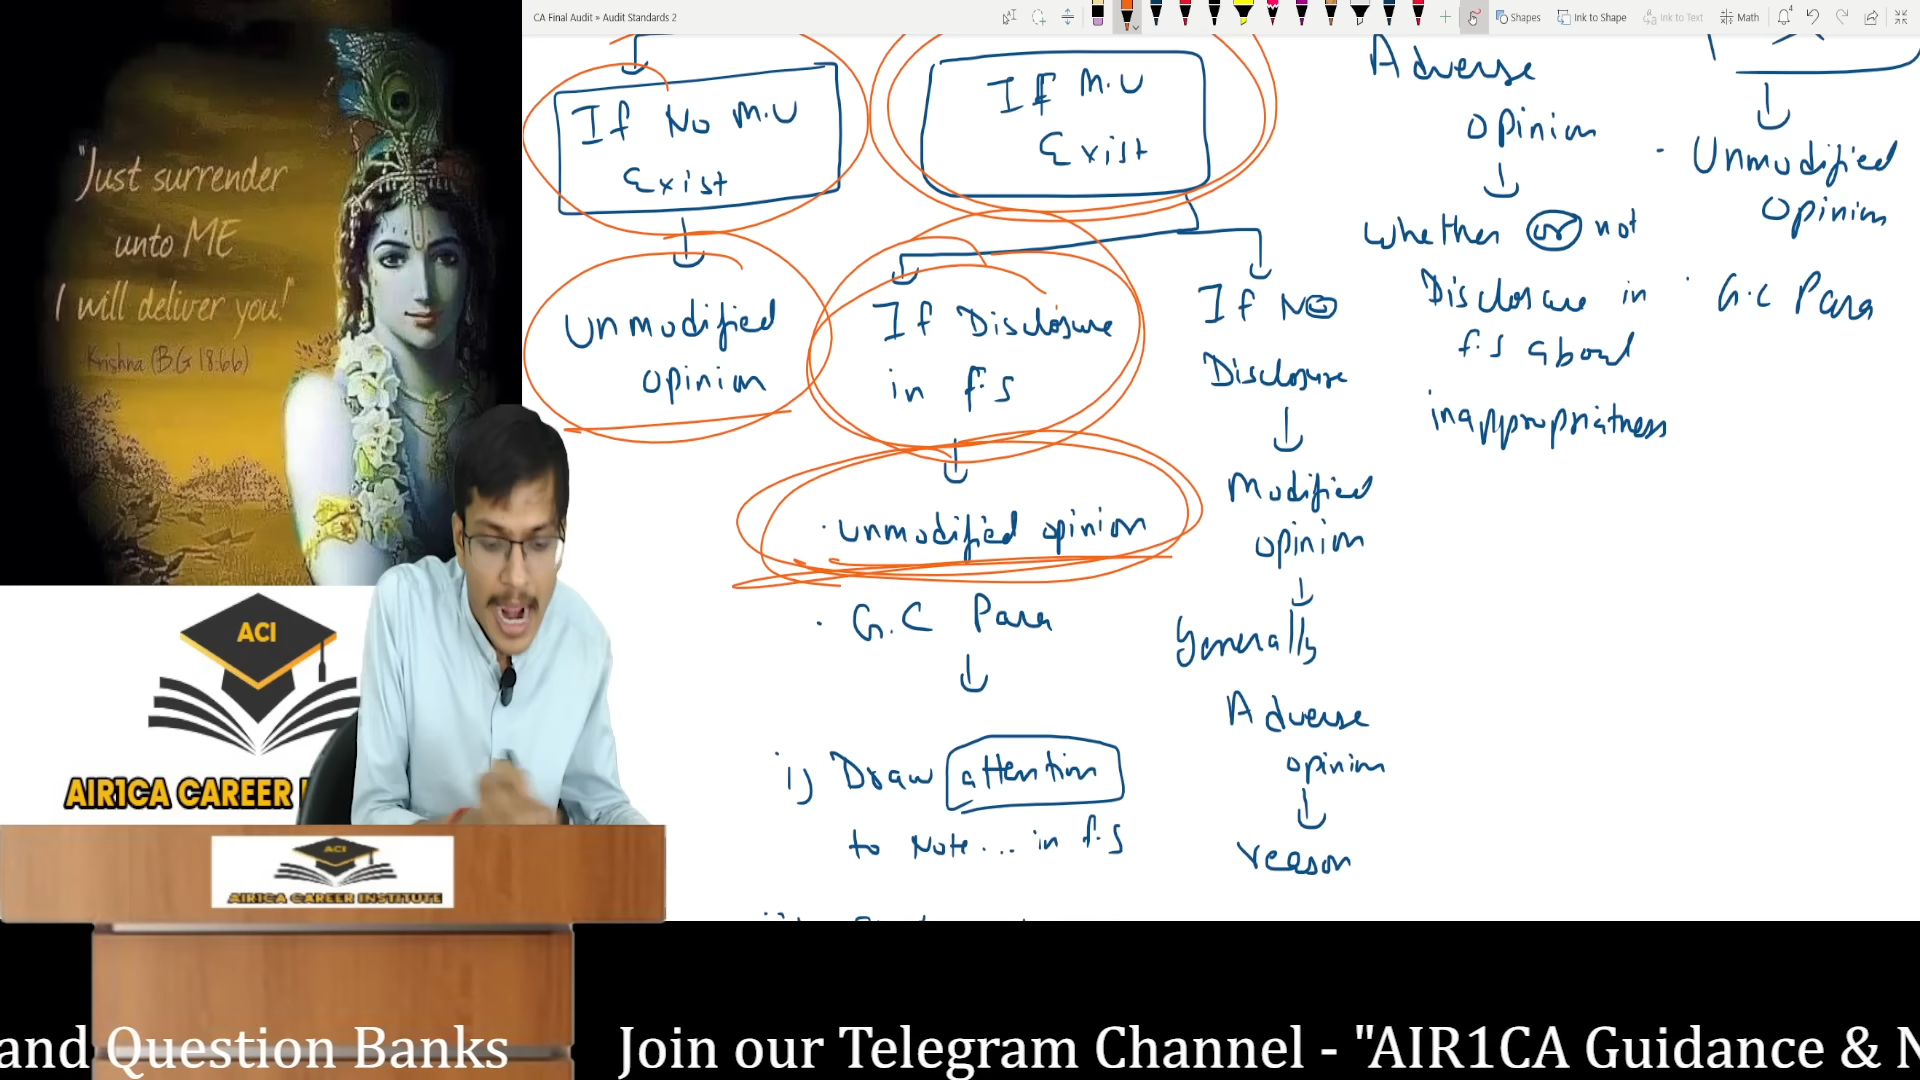 CA Final Audit » Audit Standards 2
Shapes
Ink to Shape
Ink to Text
Math
"Just surrender
unto ME
I will deliver you!"
-Krishna (B.G 18:66)
ACI
AIR1CA CAREER
ACI
AIR1CA CAREER INSTITUTE
If No M.U
Exist
Unmodified
opinion
If M.U
Exist
If Disclosure
in F.S
· Unmodified opinion
· G.C Para
i) Draw attention
to Note... in F.S
If No
Disclosure
Modified
opinion
Generally
Adverse
opinion
reason
Adverse
opinion
Whether or not
Disclosure in
F.S about
inappropriatness
· Unmodified
opinion
· G.C Para
and Question Banks
Join our Telegram Channel - "AIR1CA Guidance & N